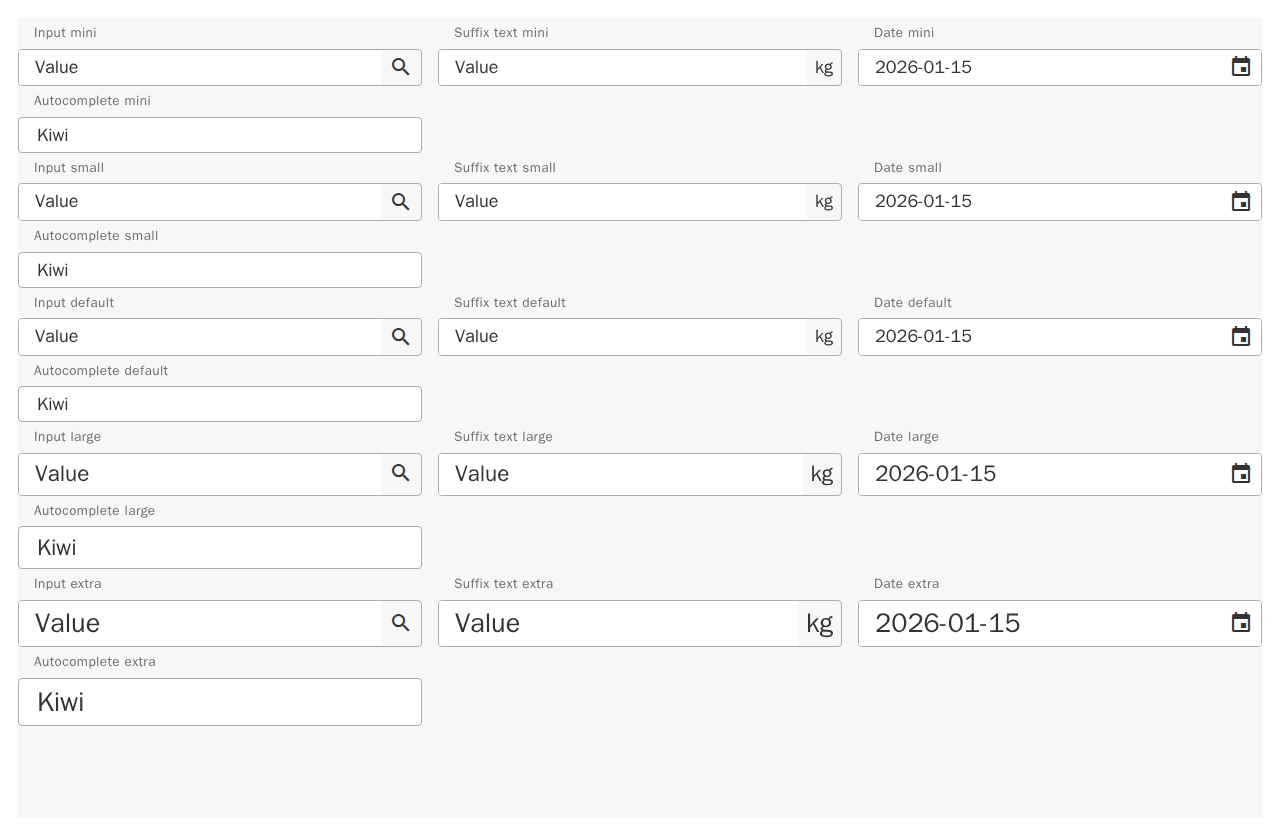 Input mini Suffix text mini Date mini
Value Value kg 2026-01-15
Autocomplete mini
Kiwi
Input small Suffix text small Date small
Value Value kg 2026-01-15
Autocomplete small
Kiwi
Input default Suffix text default Date default
Value Value kg 2026-01-15
Autocomplete default
Kiwi
Input large Suffix text large Date large
Value Value kg 2026-01-15
Autocomplete large
Kiwi
Input extra Suffix text extra Date extra
Value Value kg 2026-01-15
Autocomplete extra
Kiwi